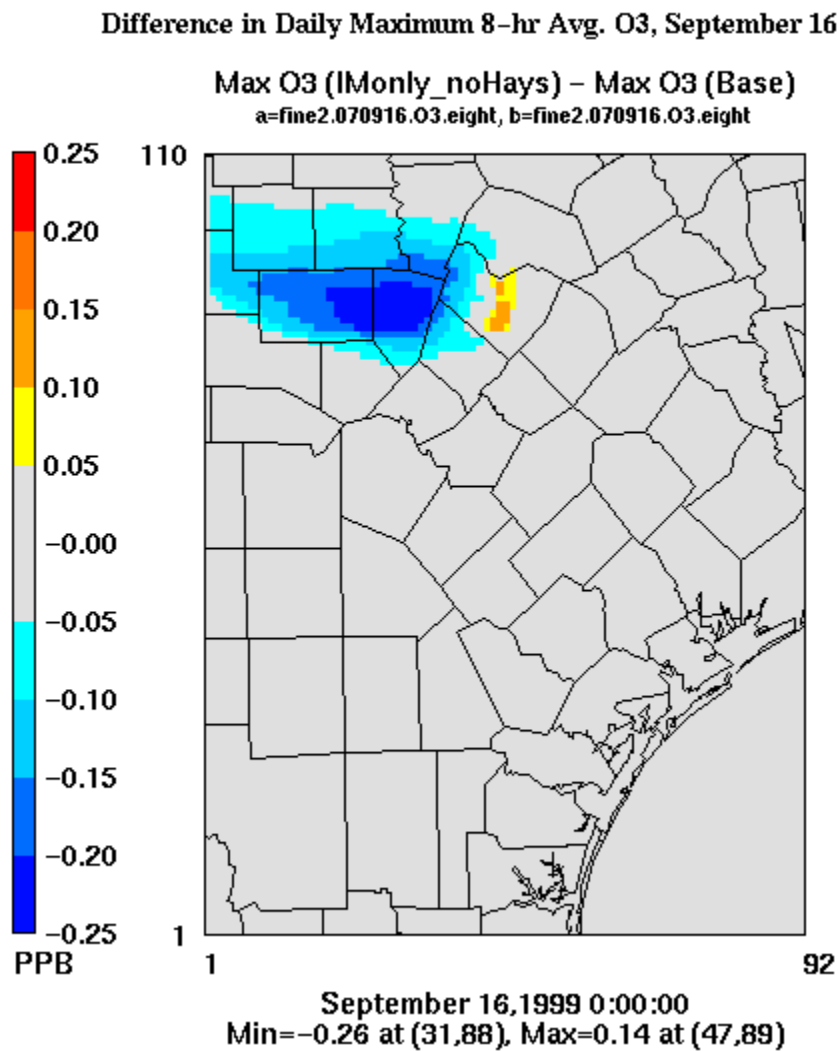 Difference in Daily Maximum 8-hr Avg. O3, September 16
Max O3 (IMonly_noHays) - Max O3 (Base)
a=fine2.070916.O3.eight, b=fine2.070916.O3.eight
0.25
0.20
0.15
0.10
0.05
-0.00
-0.05
-0.10
-0.15
-0.20
-0.25
PPB
110
1
1
92
September 16,1999 0:00:00
Min=-0.26 at (31,88), Max=0.14 at (47,89)